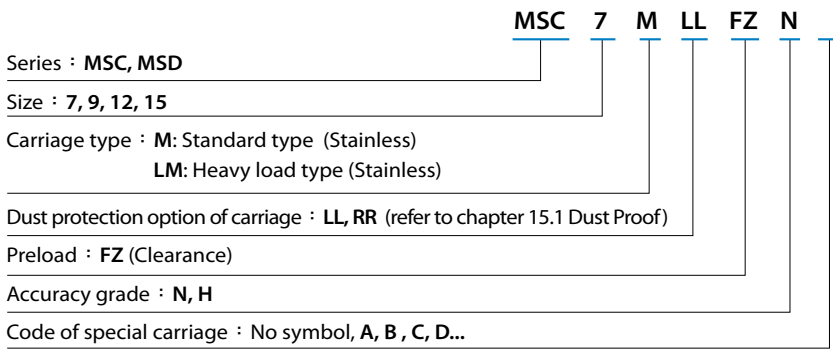 MSC 7 M LL FZ N
Series：MSC, MSD
Size：7, 9, 12, 15
Carriage type：M: Standard type (Stainless)
LM: Heavy load type (Stainless)
Dust protection option of carriage：LL, RR (refer to chapter 15.1 Dust Proof)
Preload：FZ (Clearance)
Accuracy grade：N, H
Code of special carriage：No symbol, A, B , C, D...